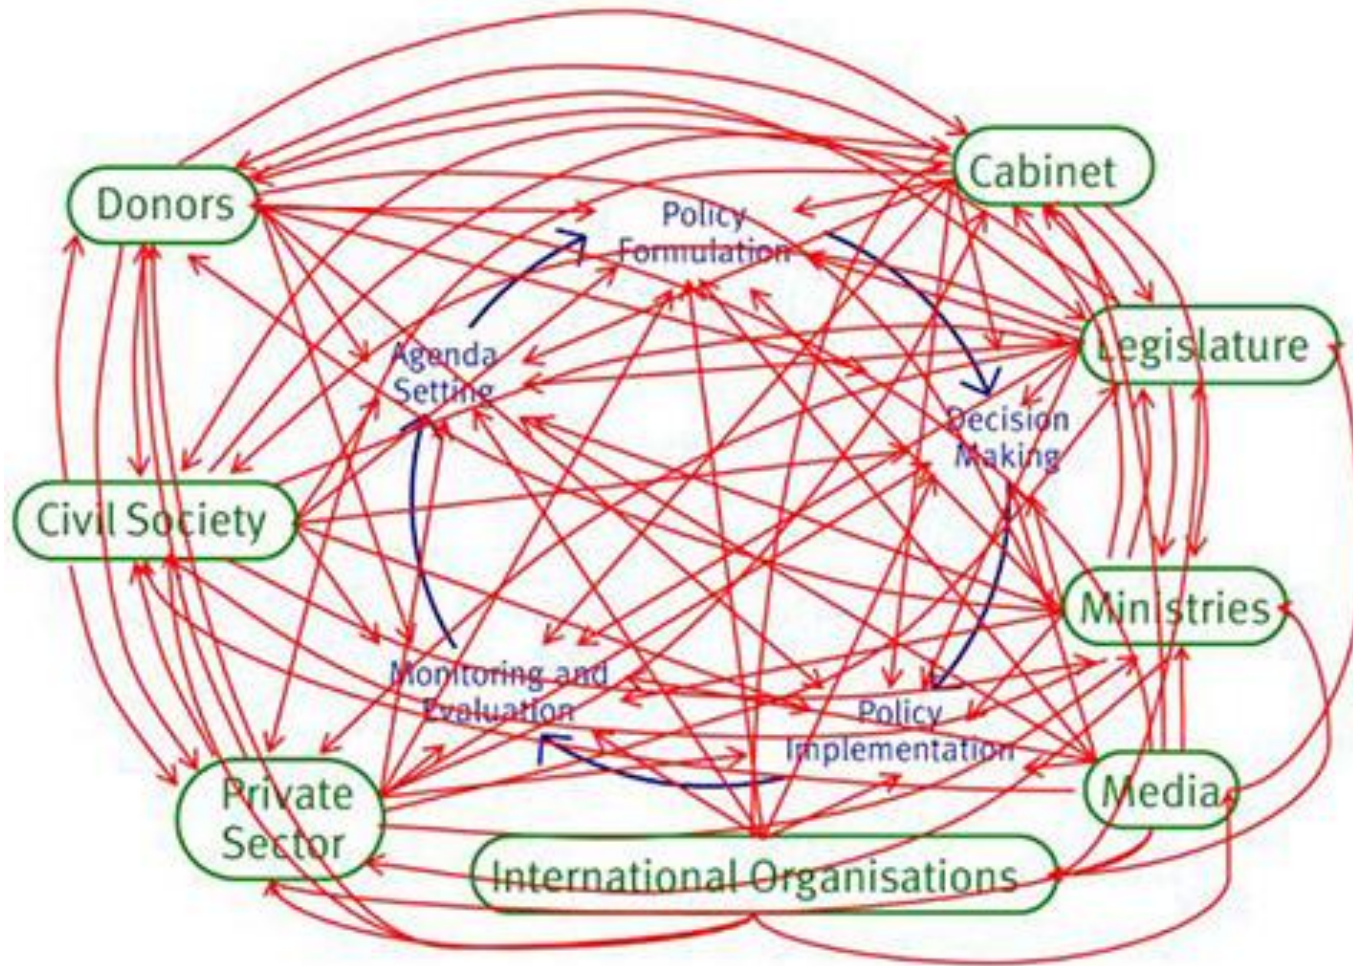 Donors
Cabinet
Policy
Formulation
Agenda
Setting
Legislature
Decision
Making
Civil Society
Ministries
Monitoring and
Evaluation
Policy
Implementation
Private
Sector
Media
International Organisations